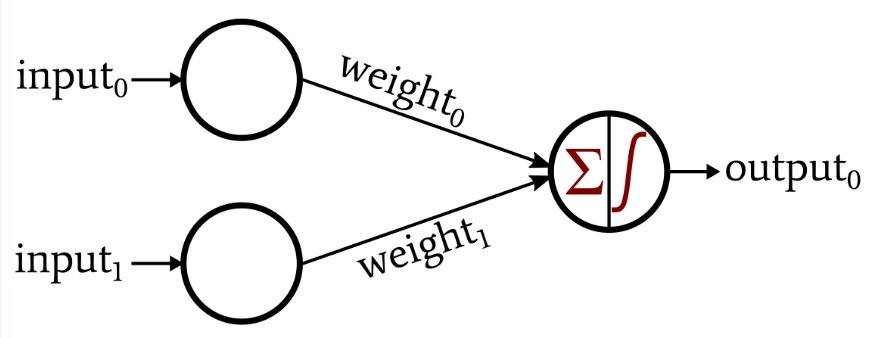 input₀
weight₀
Σ∫
output₀
weight₁
input₁